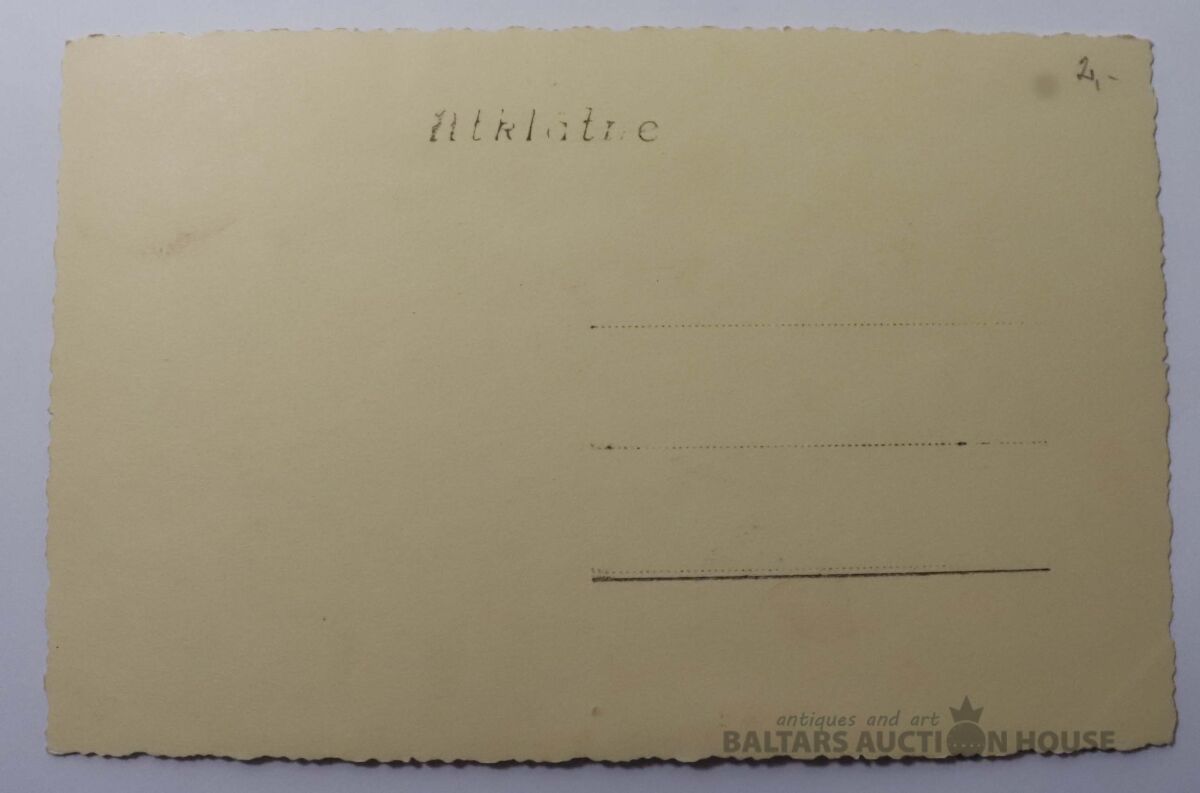 2,-
Atklātne
antiques and art
BALTARS AUCTION HOUSE